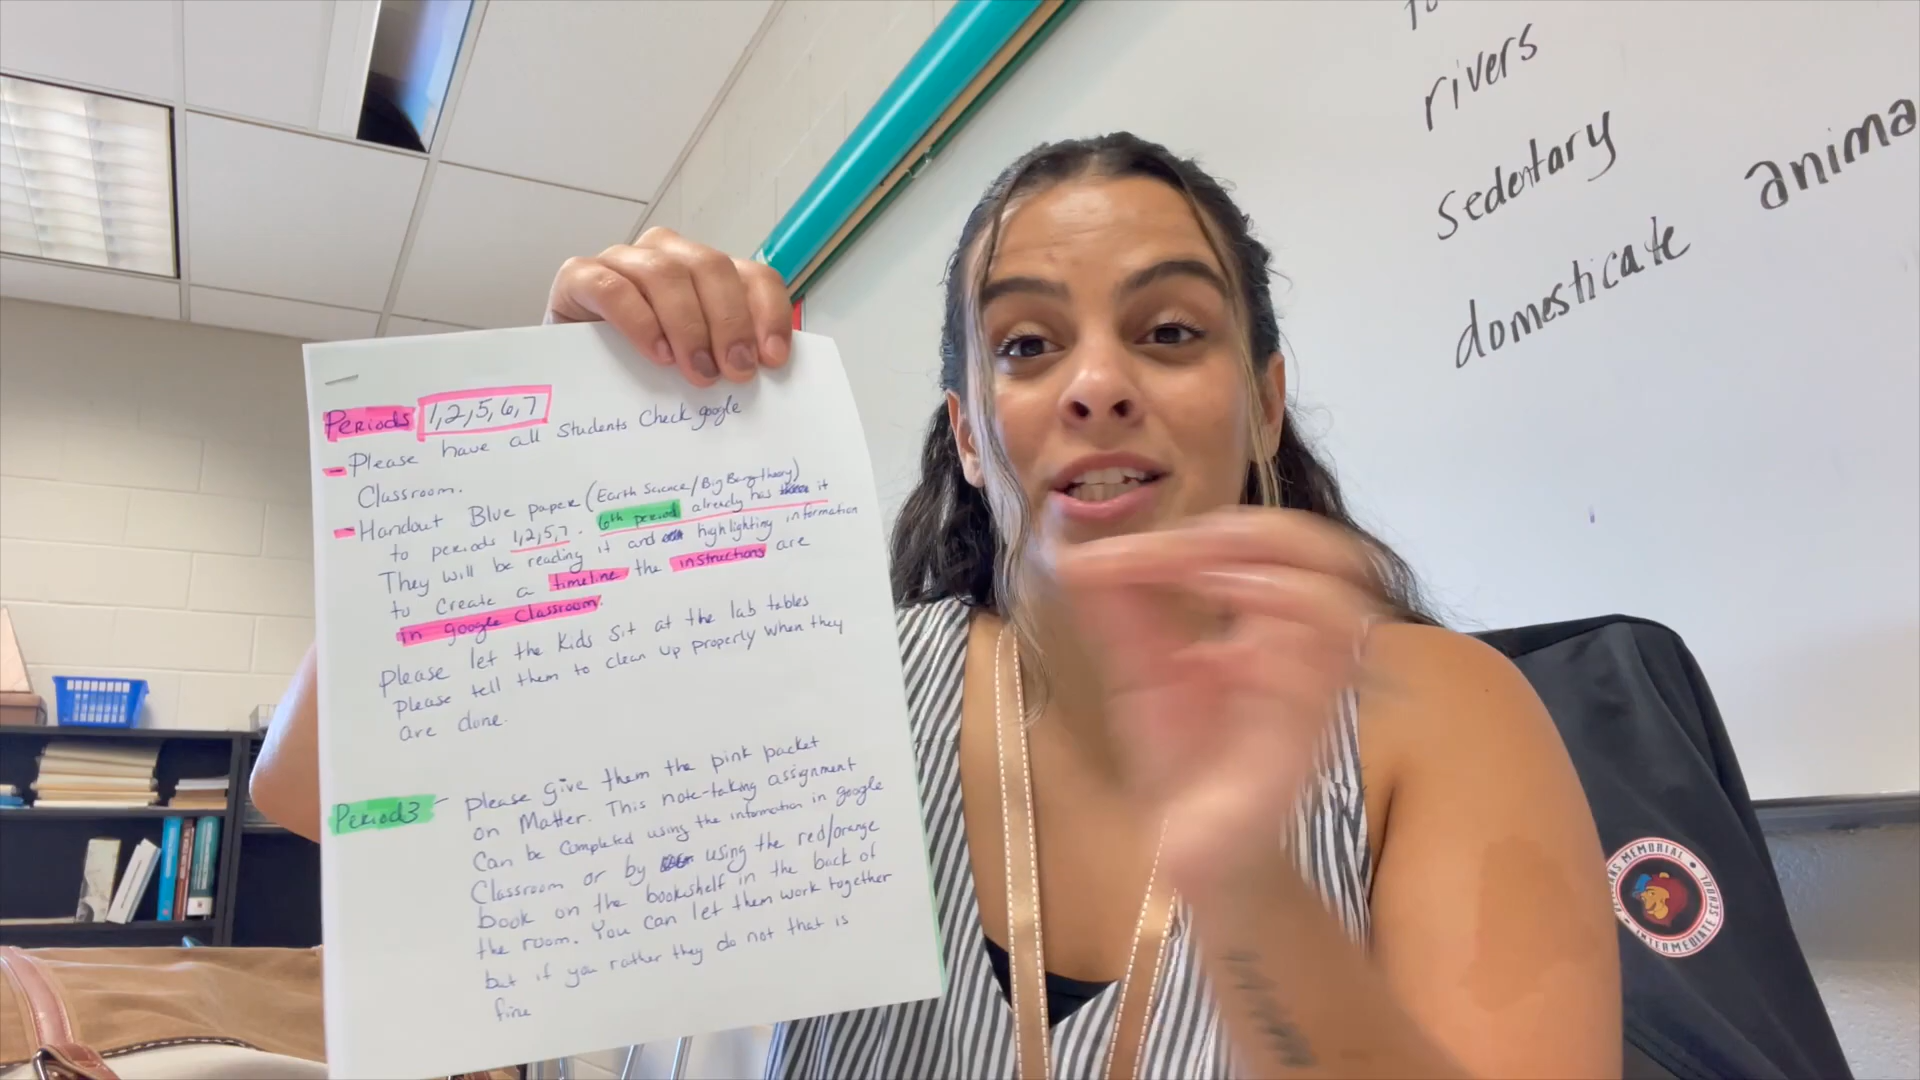 Periods 1,2,5,6,7
- Please have all Students Check google
Classroom.
- Handout Blue paper (Earth Science/Big Bang theory)
to periods 1,2,5,7. 6th period already has it
They will be reading it and highlighting information
to create a timeline the instructions are
in google Classroom.
Please let the kids sit at the lab tables
Please tell them to clean up properly when they
are done.
Period 3 - Please give them the pink packet
on Matter. This note-taking assignment
Can be completed using the information in google
Classroom or by using the red/orange
book on the bookshelf in the back of
the room. You can let them work together
but if you rather they do not that is
fine
rivers
Sedentary
domesticate
anima
MEMORIAL
INTERMEDIATE SCHOOL